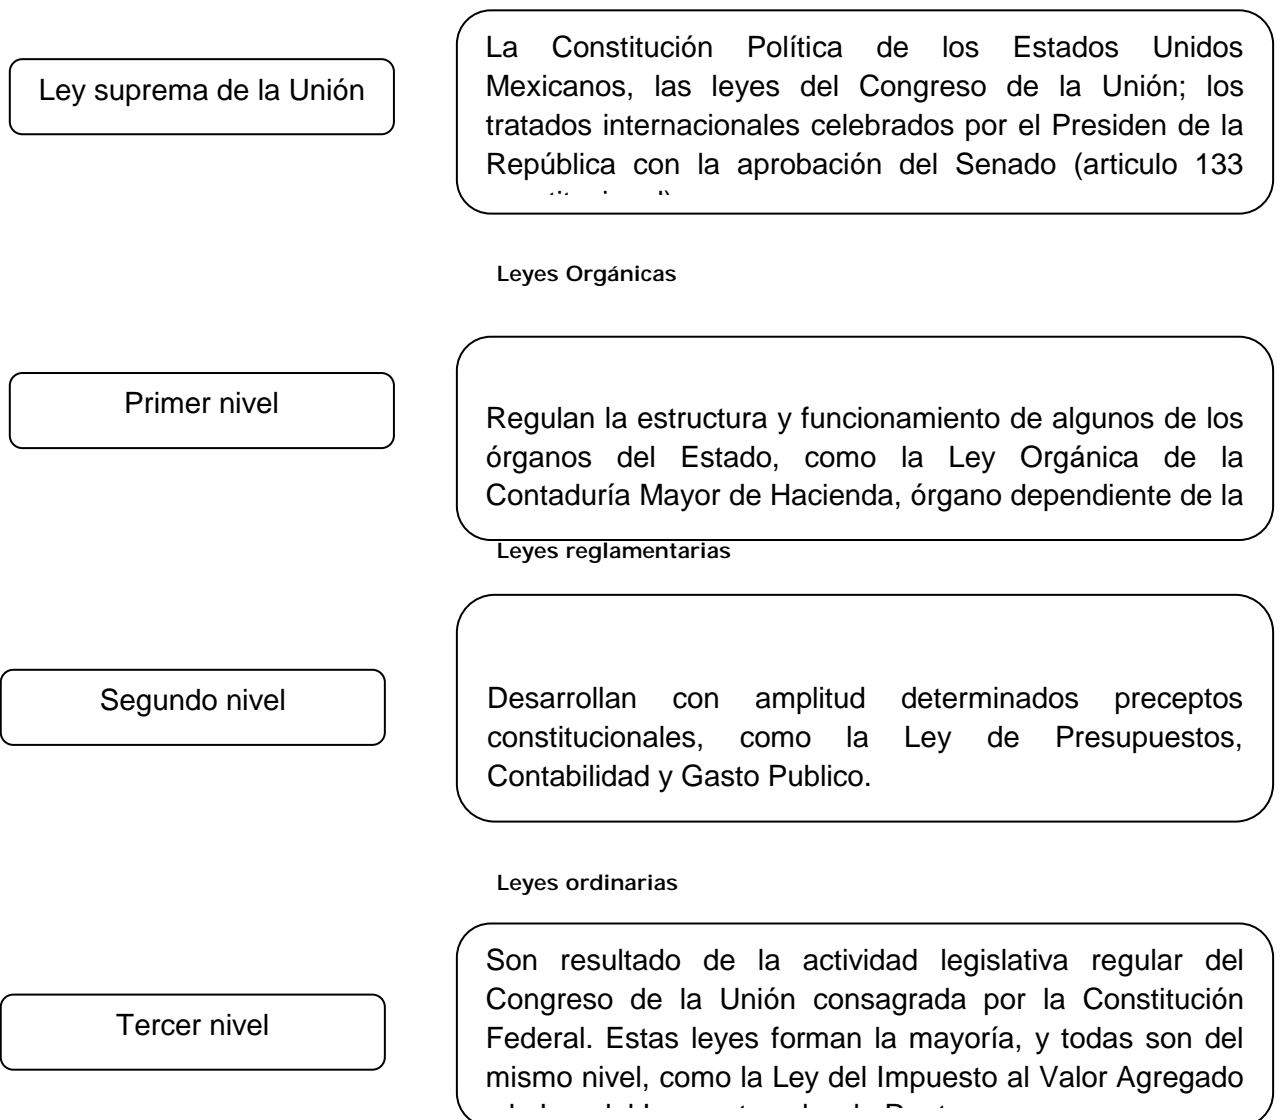 Ley suprema de la Unión
La Constitución Política de los Estados Unidos
Mexicanos, las leyes del Congreso de la Unión; los
tratados internacionales celebrados por el Presiden de la
República con la aprobación del Senado (articulo 133
Leyes Orgánicas
Primer nivel
Regulan la estructura y funcionamiento de algunos de los
órganos del Estado, como la Ley Orgánica de la
Contaduría Mayor de Hacienda, órgano dependiente de la
Leyes reglamentarias
Segundo nivel
Desarrollan con amplitud determinados preceptos
constitucionales, como la Ley de Presupuestos,
Contabilidad y Gasto Publico.
Leyes ordinarias
Tercer nivel
Son resultado de la actividad legislativa regular del
Congreso de la Unión consagrada por la Constitución
Federal. Estas leyes forman la mayoría, y todas son del
mismo nivel, como la Ley del Impuesto al Valor Agregado